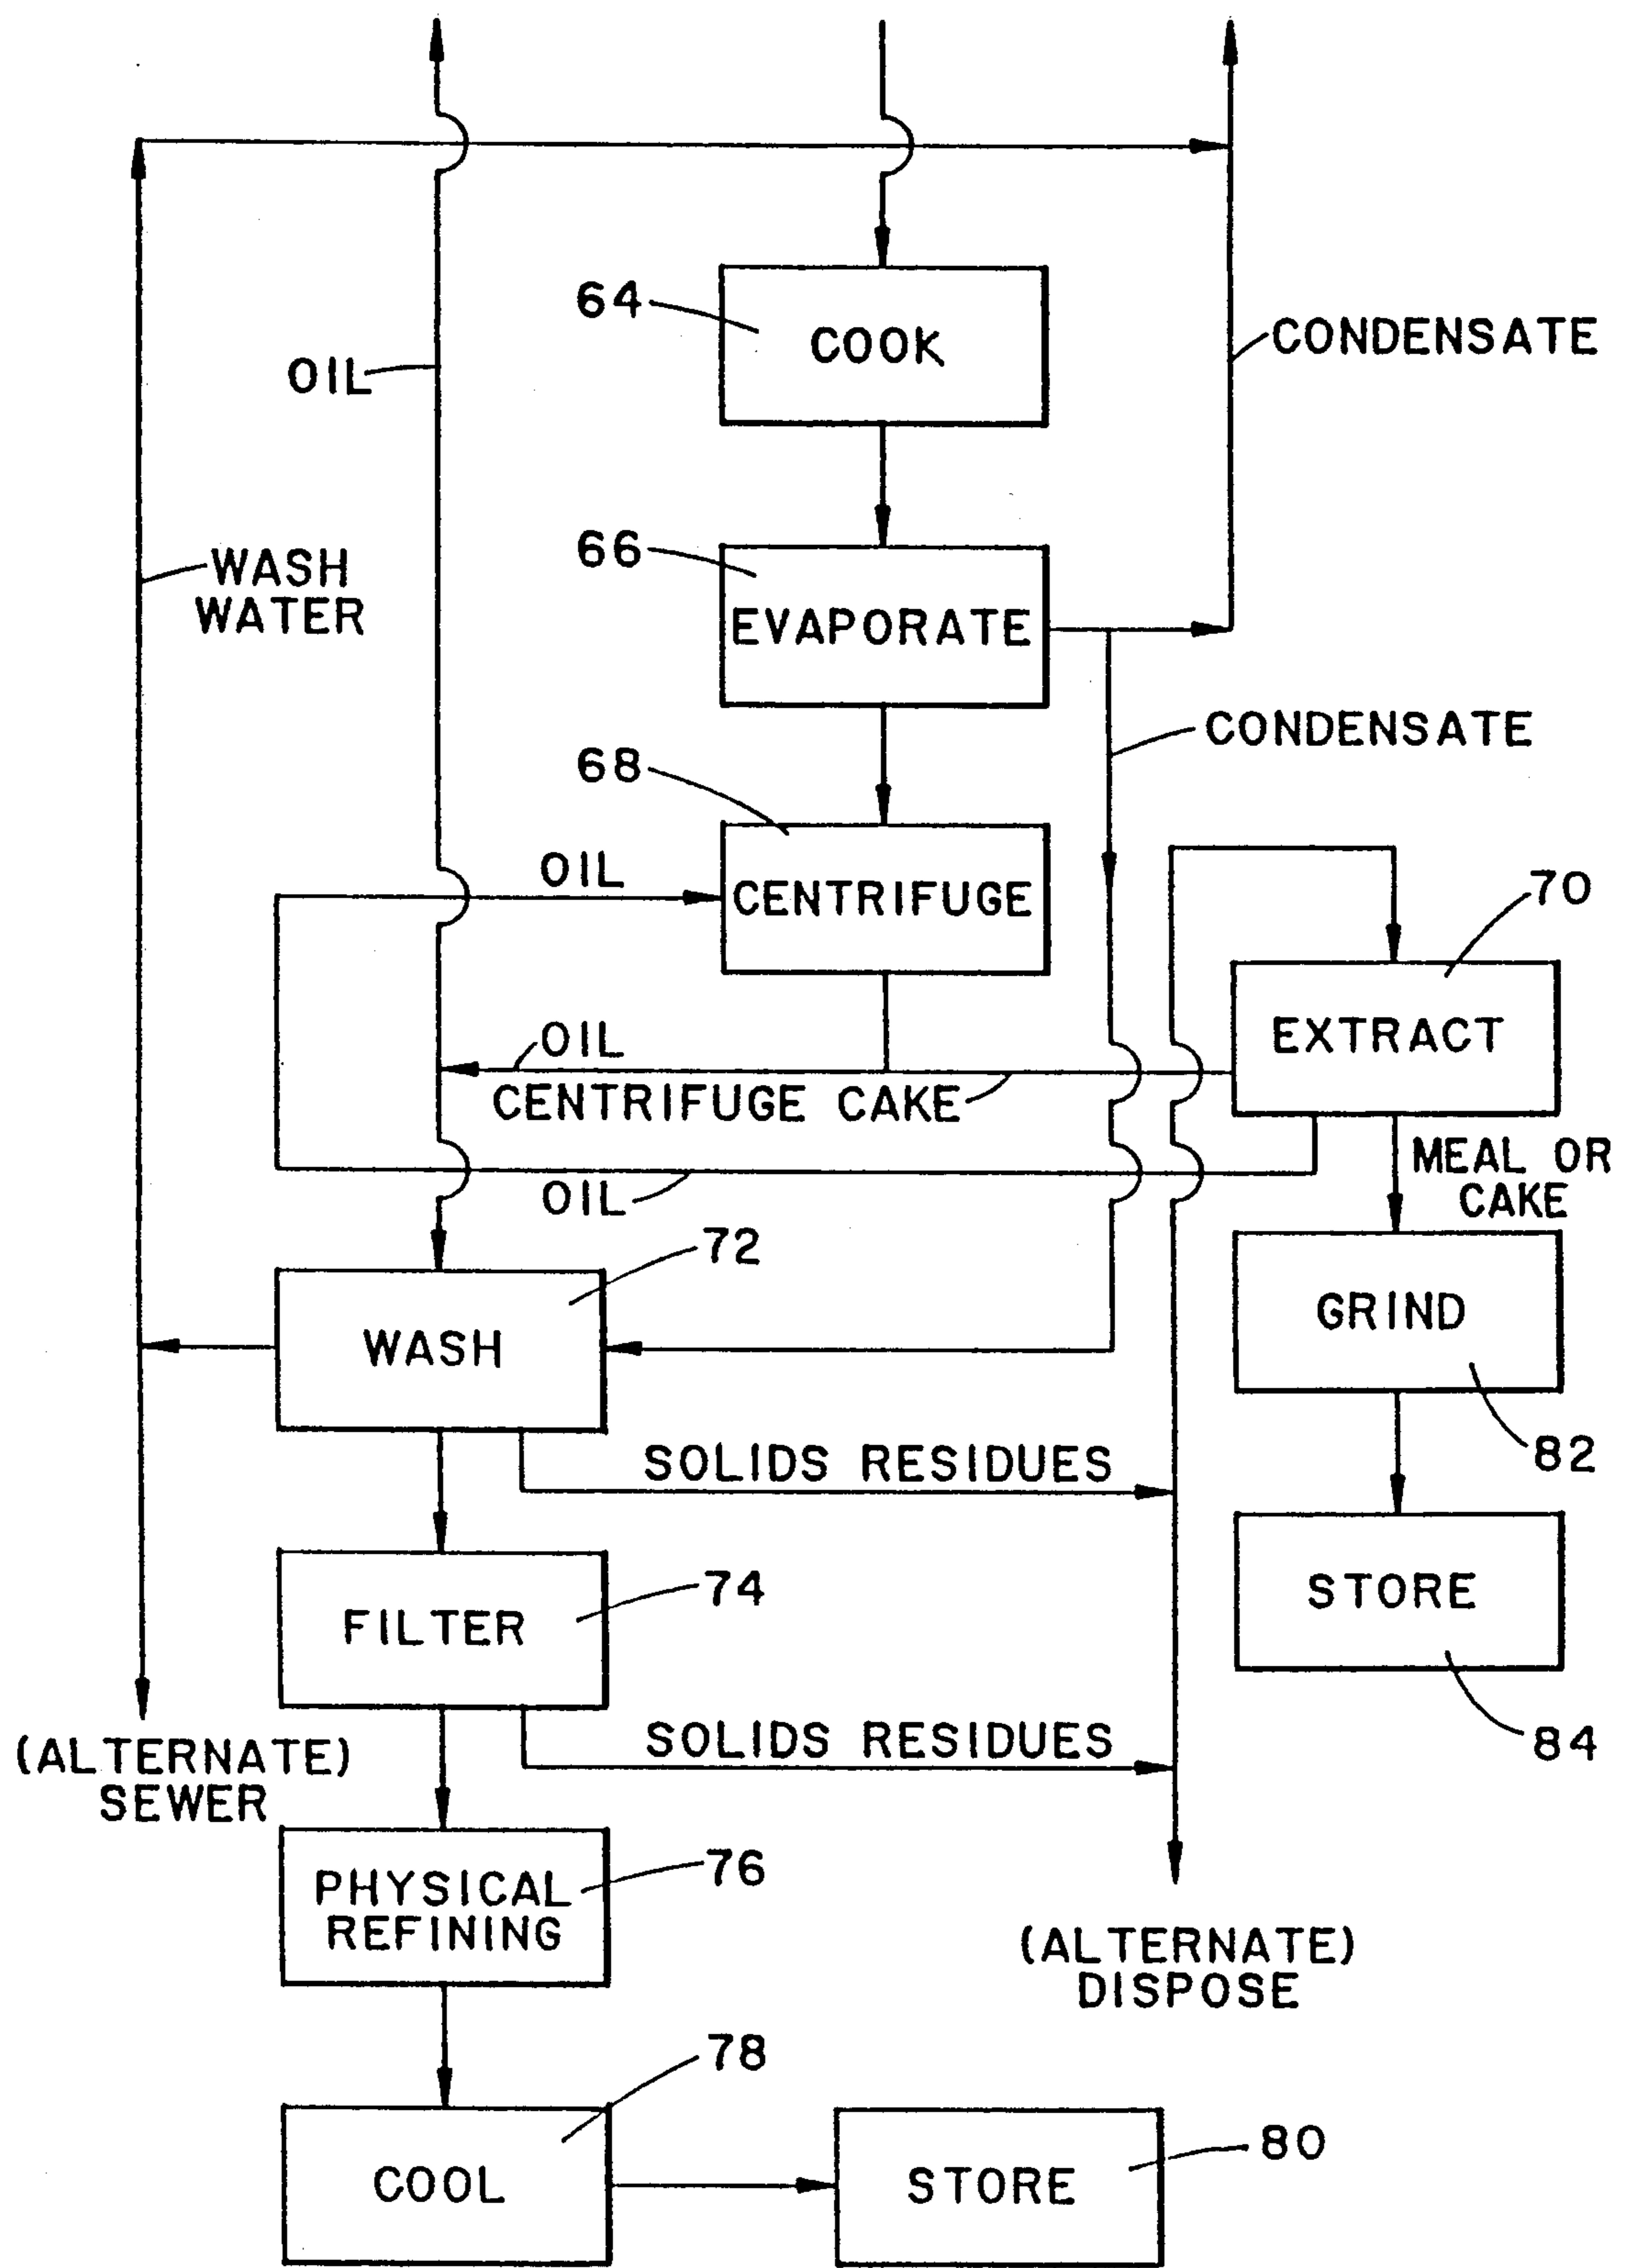 64
COOK
CONDENSATE
OIL
66
WASH
WATER
EVAPORATE
CONDENSATE
68
OIL
CENTRIFUGE
70
EXTRACT
OIL
CENTRIFUGE CAKE
MEAL OR
CAKE
OIL
72
WASH
GRIND
82
SOLIDS RESIDUES
74
FILTER
STORE
84
SOLIDS RESIDUES
(ALTERNATE)
SEWER
76
PHYSICAL
REFINING
(ALTERNATE)
DISPOSE
78
COOL
80
STORE